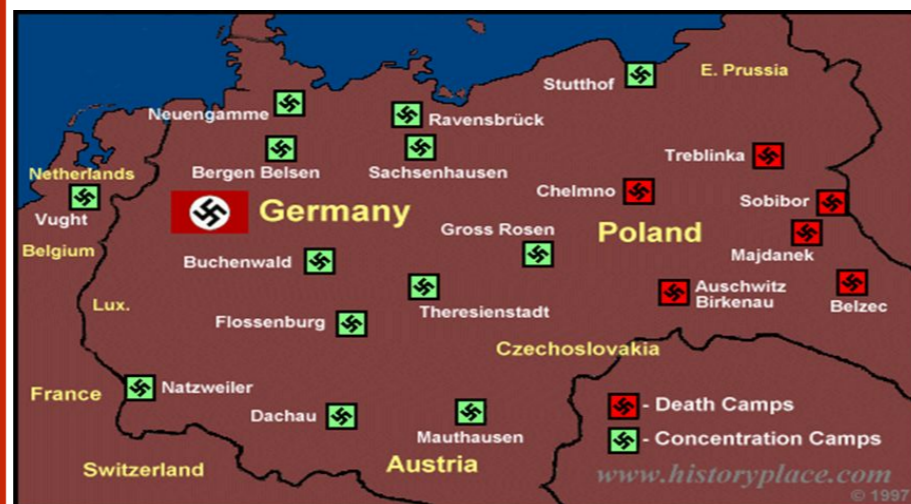 Stutthof
E. Prussia
Neuengamme
Ravensbrück
Treblinka
Netherlands
Bergen Belsen
Sachsenhausen
Chelmno
Sobibor
Vught
Germany
Gross Rosen
Poland
Majdanek
Belgium
Buchenwald
Auschwitz
Birkenau
Belzec
Lux.
Theresienstadt
Flossenburg
Czechoslovakia
France
Natzweiler
Dachau
Mauthausen
- Death Camps
- Concentration Camps
Switzerland
Austria
www.historyplace.com
© 1997